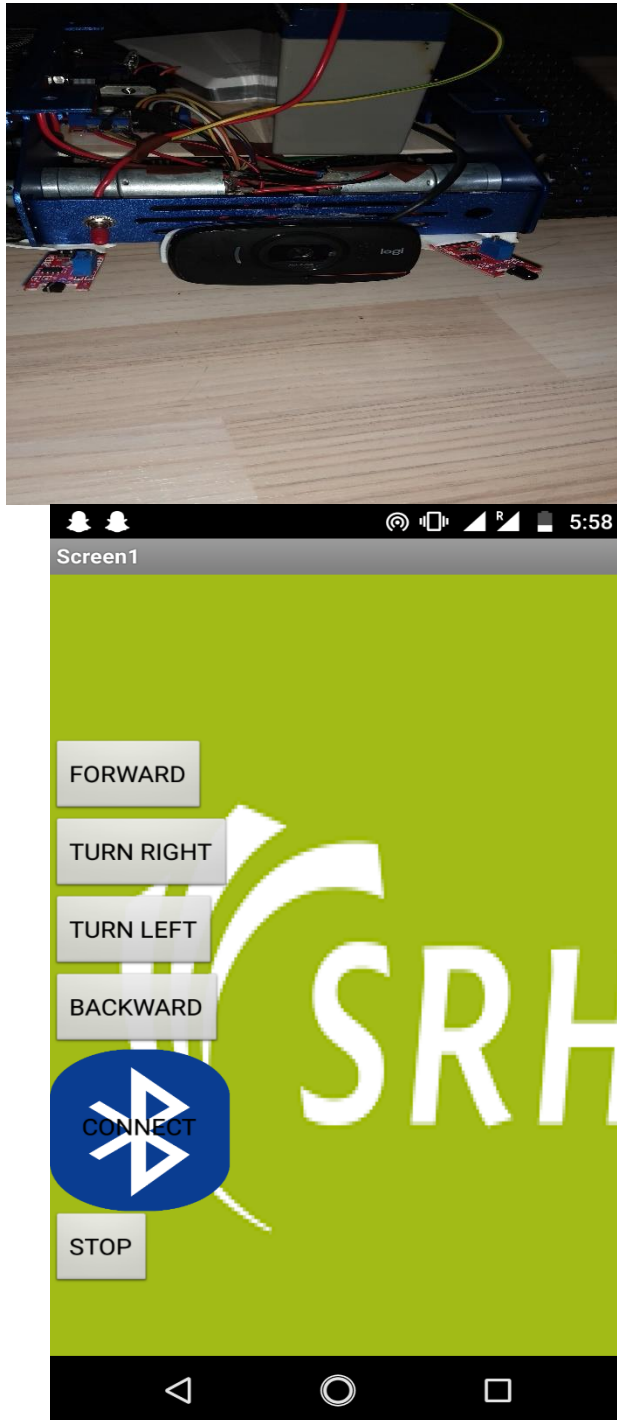 logi
5:58
Screen1
FORWARD
TURN RIGHT
TURN LEFT
BACKWARD
SRH
CONNECT
STOP